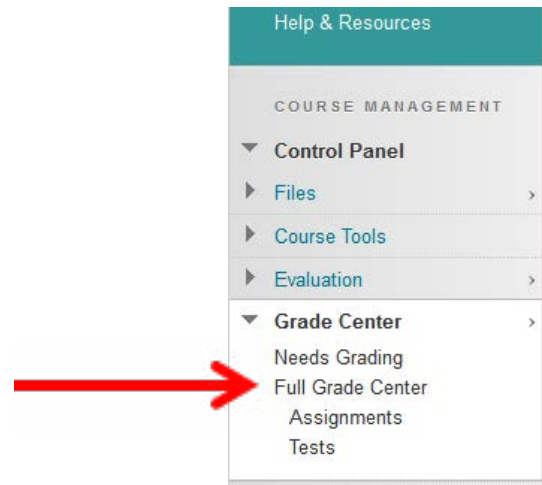 Help & Resources
COURSE MANAGEMENT
Control Panel
Files
Course Tools
Evaluation
Grade Center
Needs Grading
Full Grade Center
Assignments
Tests